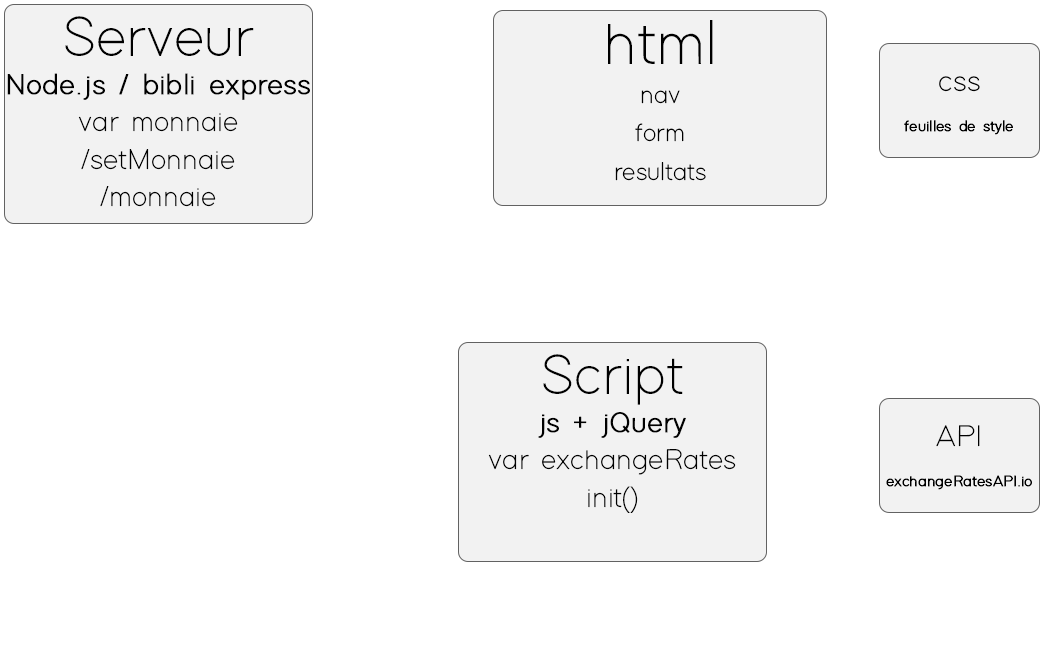 Serveur
Node.js / bibli express
var monnaie
/setMonnaie
/monnaie
html
nav
form
resultats
css
feuilles de style
Script
js + jQuery
var exchangeRates
init()
API
exchangeRatesAPI.io